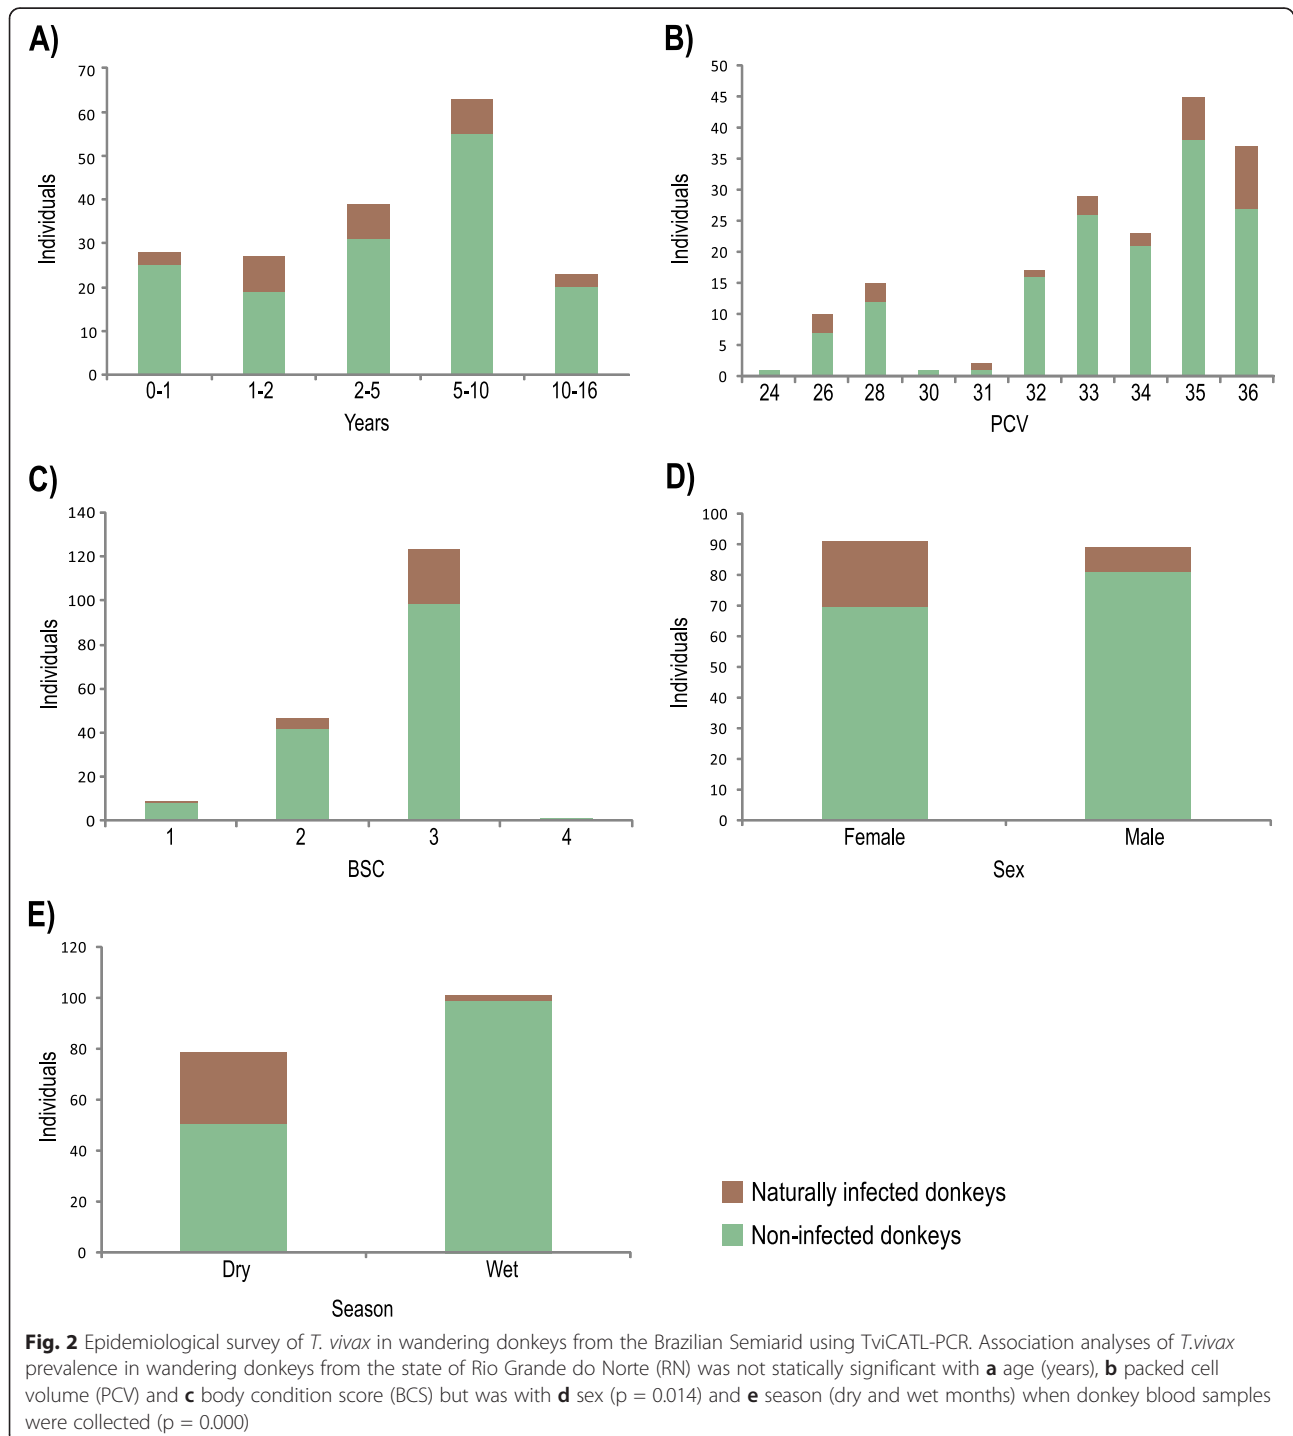 A)
70
60
50
40
30
20
10
0
Individuals
0-1 1-2 2-5 5-10 10-16
Years
B)
50
45
40
35
30
25
20
15
10
5
0
Individuals
24 26 28 30 31 32 33 34 35 36
PCV
C)
140
120
100
80
60
40
20
0
Individuals
1 2 3 4
BSC
D)
100
90
80
70
60
50
40
30
20
10
0
Individuals
Female Male
Sex
E)
120
100
80
60
40
20
0
Individuals
Dry Wet
Season
Naturally infected donkeys
Non-infected donkeys
Fig. 2 Epidemiological survey of T. vivax in wandering donkeys from the Brazilian Semiarid using TviCATL-PCR. Association analyses of T.vivax
prevalence in wandering donkeys from the state of Rio Grande do Norte (RN) was not statically significant with a age (years), b packed cell
volume (PCV) and c body condition score (BCS) but was with d sex (p = 0.014) and e season (dry and wet months) when donkey blood samples
were collected (p = 0.000)